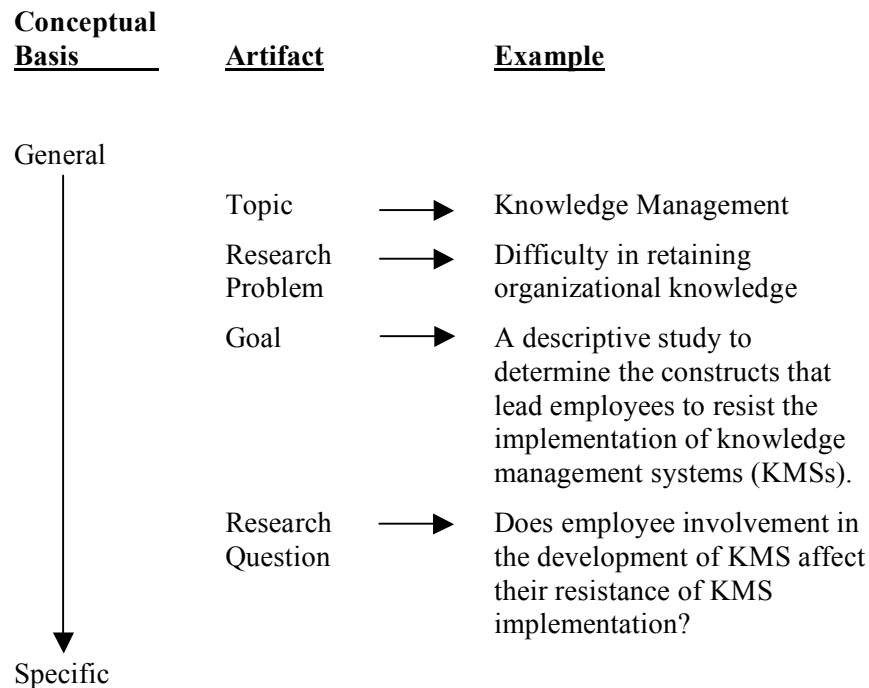 Conceptual
Basis Artifact Example
General
Topic Knowledge Management
Research Difficulty in retaining
Problem organizational knowledge
Goal A descriptive study to
determine the constructs that
lead employees to resist the
implementation of knowledge
management systems (KMSs).
Research Does employee involvement in
Question the development of KMS affect
their resistance of KMS
implementation?
Specific